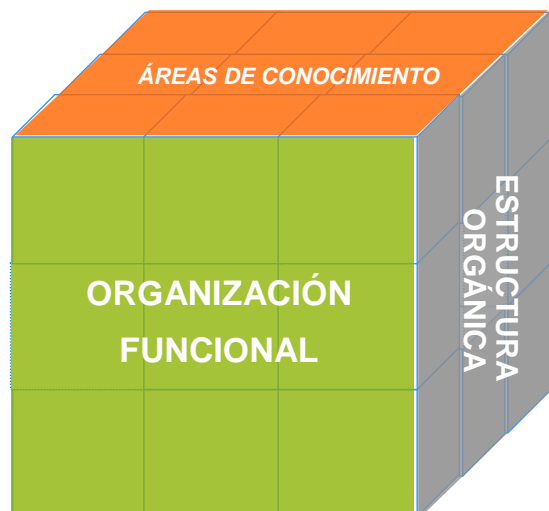 ÁREAS DE CONOCIMIENTO
ORGANIZACIÓN
FUNCIONAL
ESTRUCTURA
ORGÁNICA